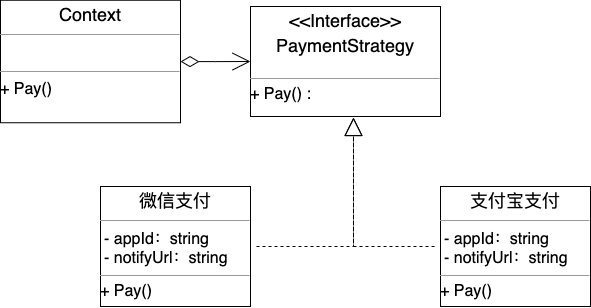 Context
+ Pay()
<<Interface>>
PaymentStrategy
+ Pay() :
微信支付
- appId：string
- notifyUrl：string
+ Pay()
支付宝支付
- appId：string
- notifyUrl：string
+ Pay()